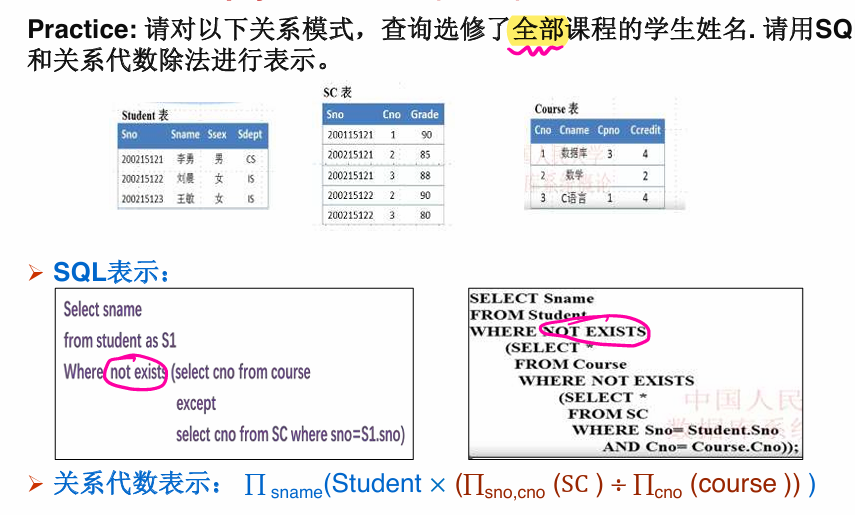 Practice: 请对以下关系模式，查询选修了全部课程的学生姓名. 请用SQ
和关系代数除法进行表示。
Student 表
Sno Sname Ssex Sdept
200215121 李勇 男 CS
200215122 刘晨 女 IS
200215123 王敏 女 IS
SC 表
Sno Cno Grade
200115121 1 90
200215121 2 85
200215121 3 88
200215122 2 90
200215122 3 80
Course 表
Cno Cname Cpno Ccredit
1 数据库 3 4
2 数学 2
3 C语言 1 4
➢ SQL表示：
Select sname
from student as S1
Where not exists (select cno from course
except
select cno from SC where sno=S1.sno)
SELECT Sname
FROM Student
WHERE NOT EXISTS
(SELECT *
FROM Course
WHERE NOT EXISTS
(SELECT *
FROM SC
WHERE Sno= Student.Sno
AND Cno= Course.Cno));
中国人民
➢ 关系代数表示： ∏ sname(Student × (∏sno,cno (SC ) ÷ ∏cno (course )) )